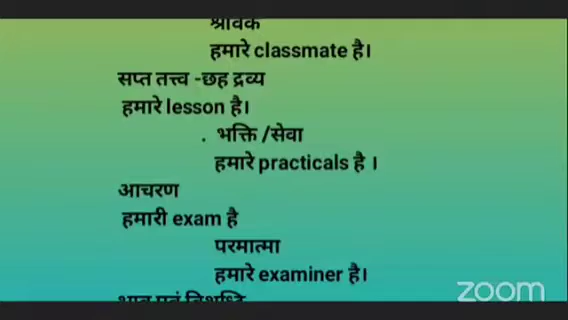 श्रावक
हमारे classmate है।
सप्त तत्त्व -छह द्रव्य
हमारे lesson है।
. भक्ति /सेवा
हमारे practicals है ।
आचरण
हमारी exam है
परमात्मा
हमारे examiner है।
zoom